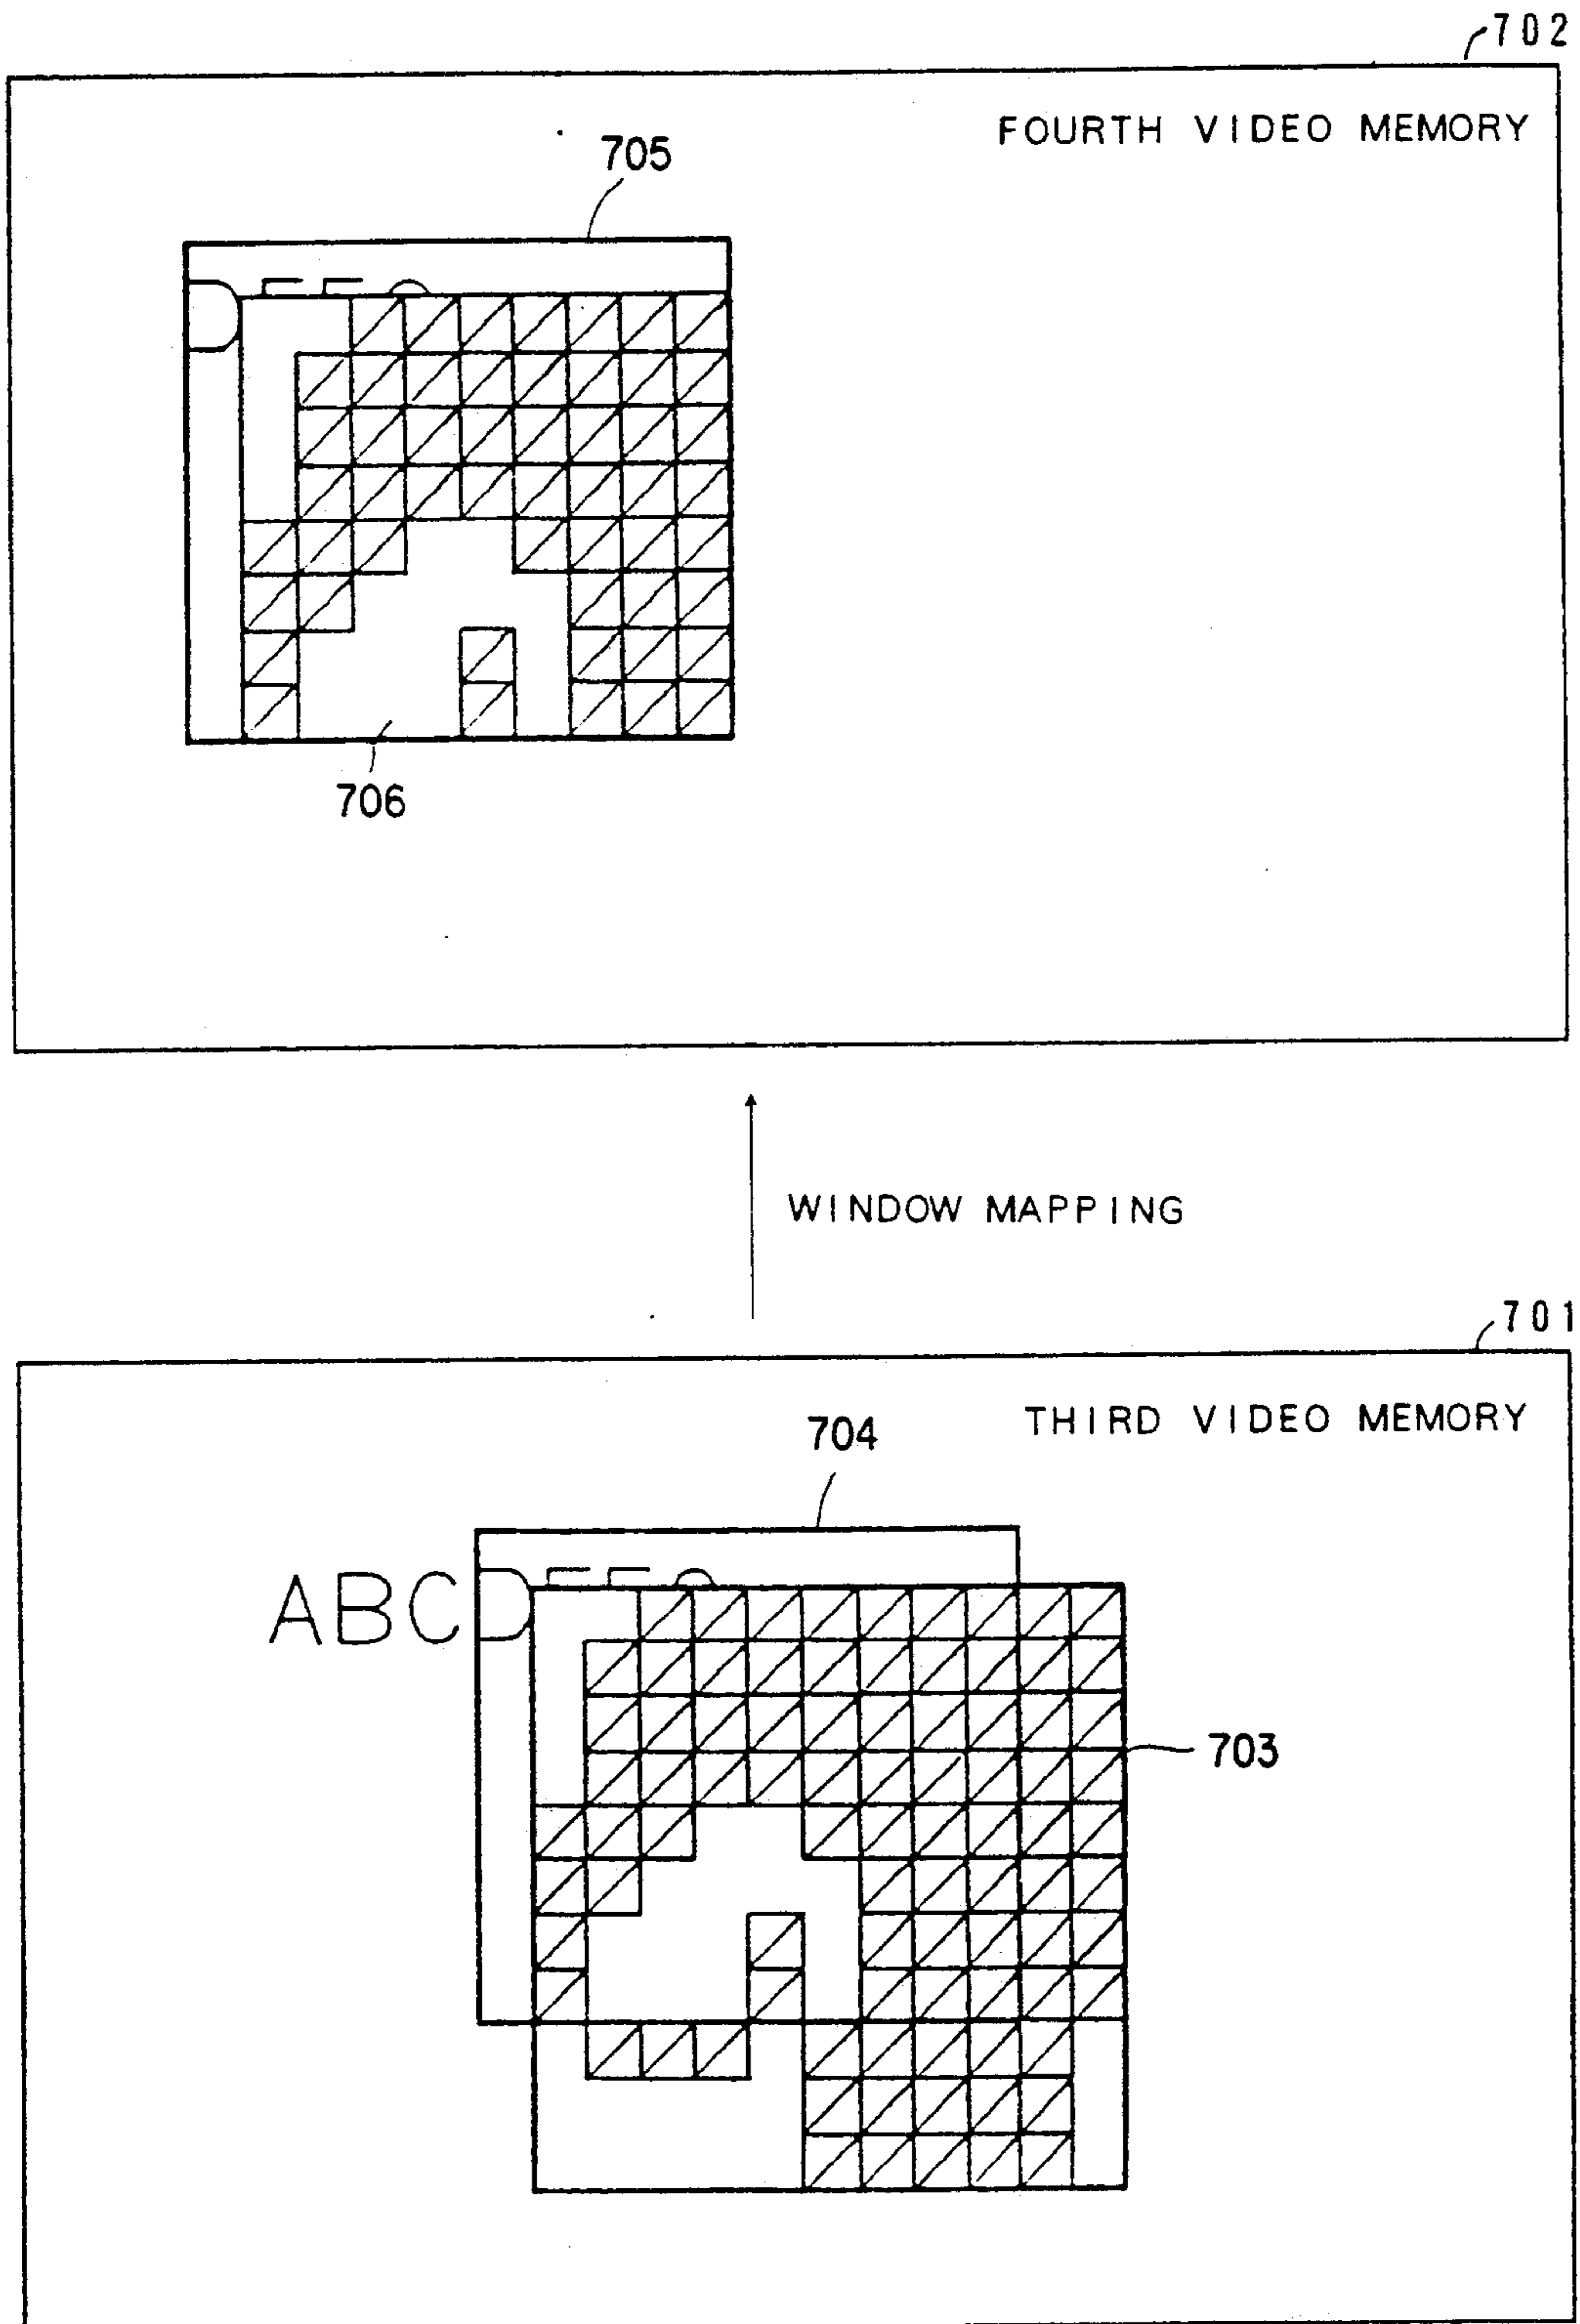 702
FOURTH VIDEO MEMORY
705
706
WINDOW MAPPING
701
THIRD VIDEO MEMORY
704
ABCD
703